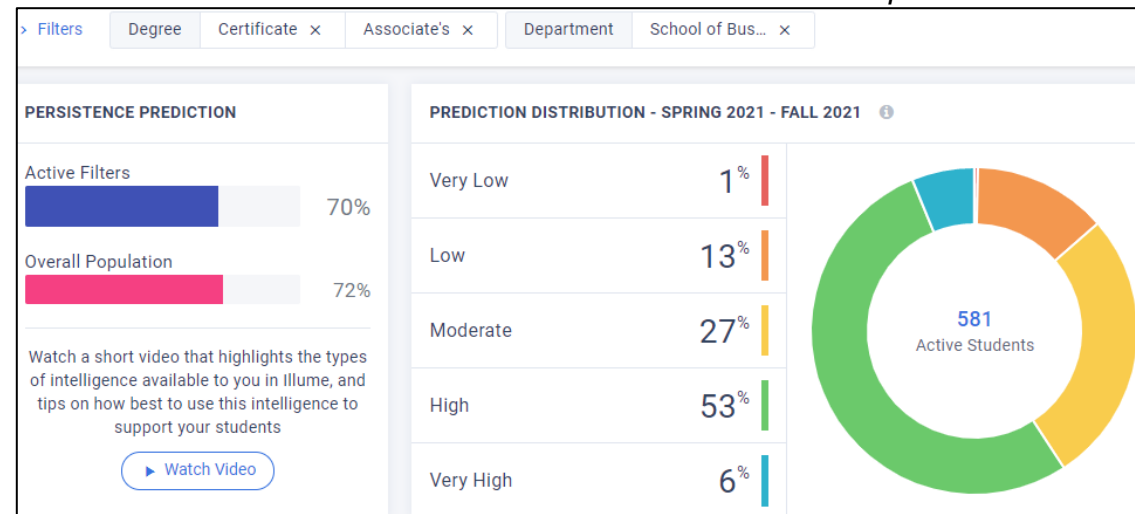 > Filters Degree Certificate × Associate's × Department School of Bus... ×
PERSISTENCE PREDICTION
Active Filters
70%
Overall Population
72%
Watch a short video that highlights the types
of intelligence available to you in Illume, and
tips on how best to use this intelligence to
support your students
Watch Video
PREDICTION DISTRIBUTION - SPRING 2021 - FALL 2021
Very Low 1%
Low 13%
Moderate 27%
High 53%
Very High 6%
581
Active Students